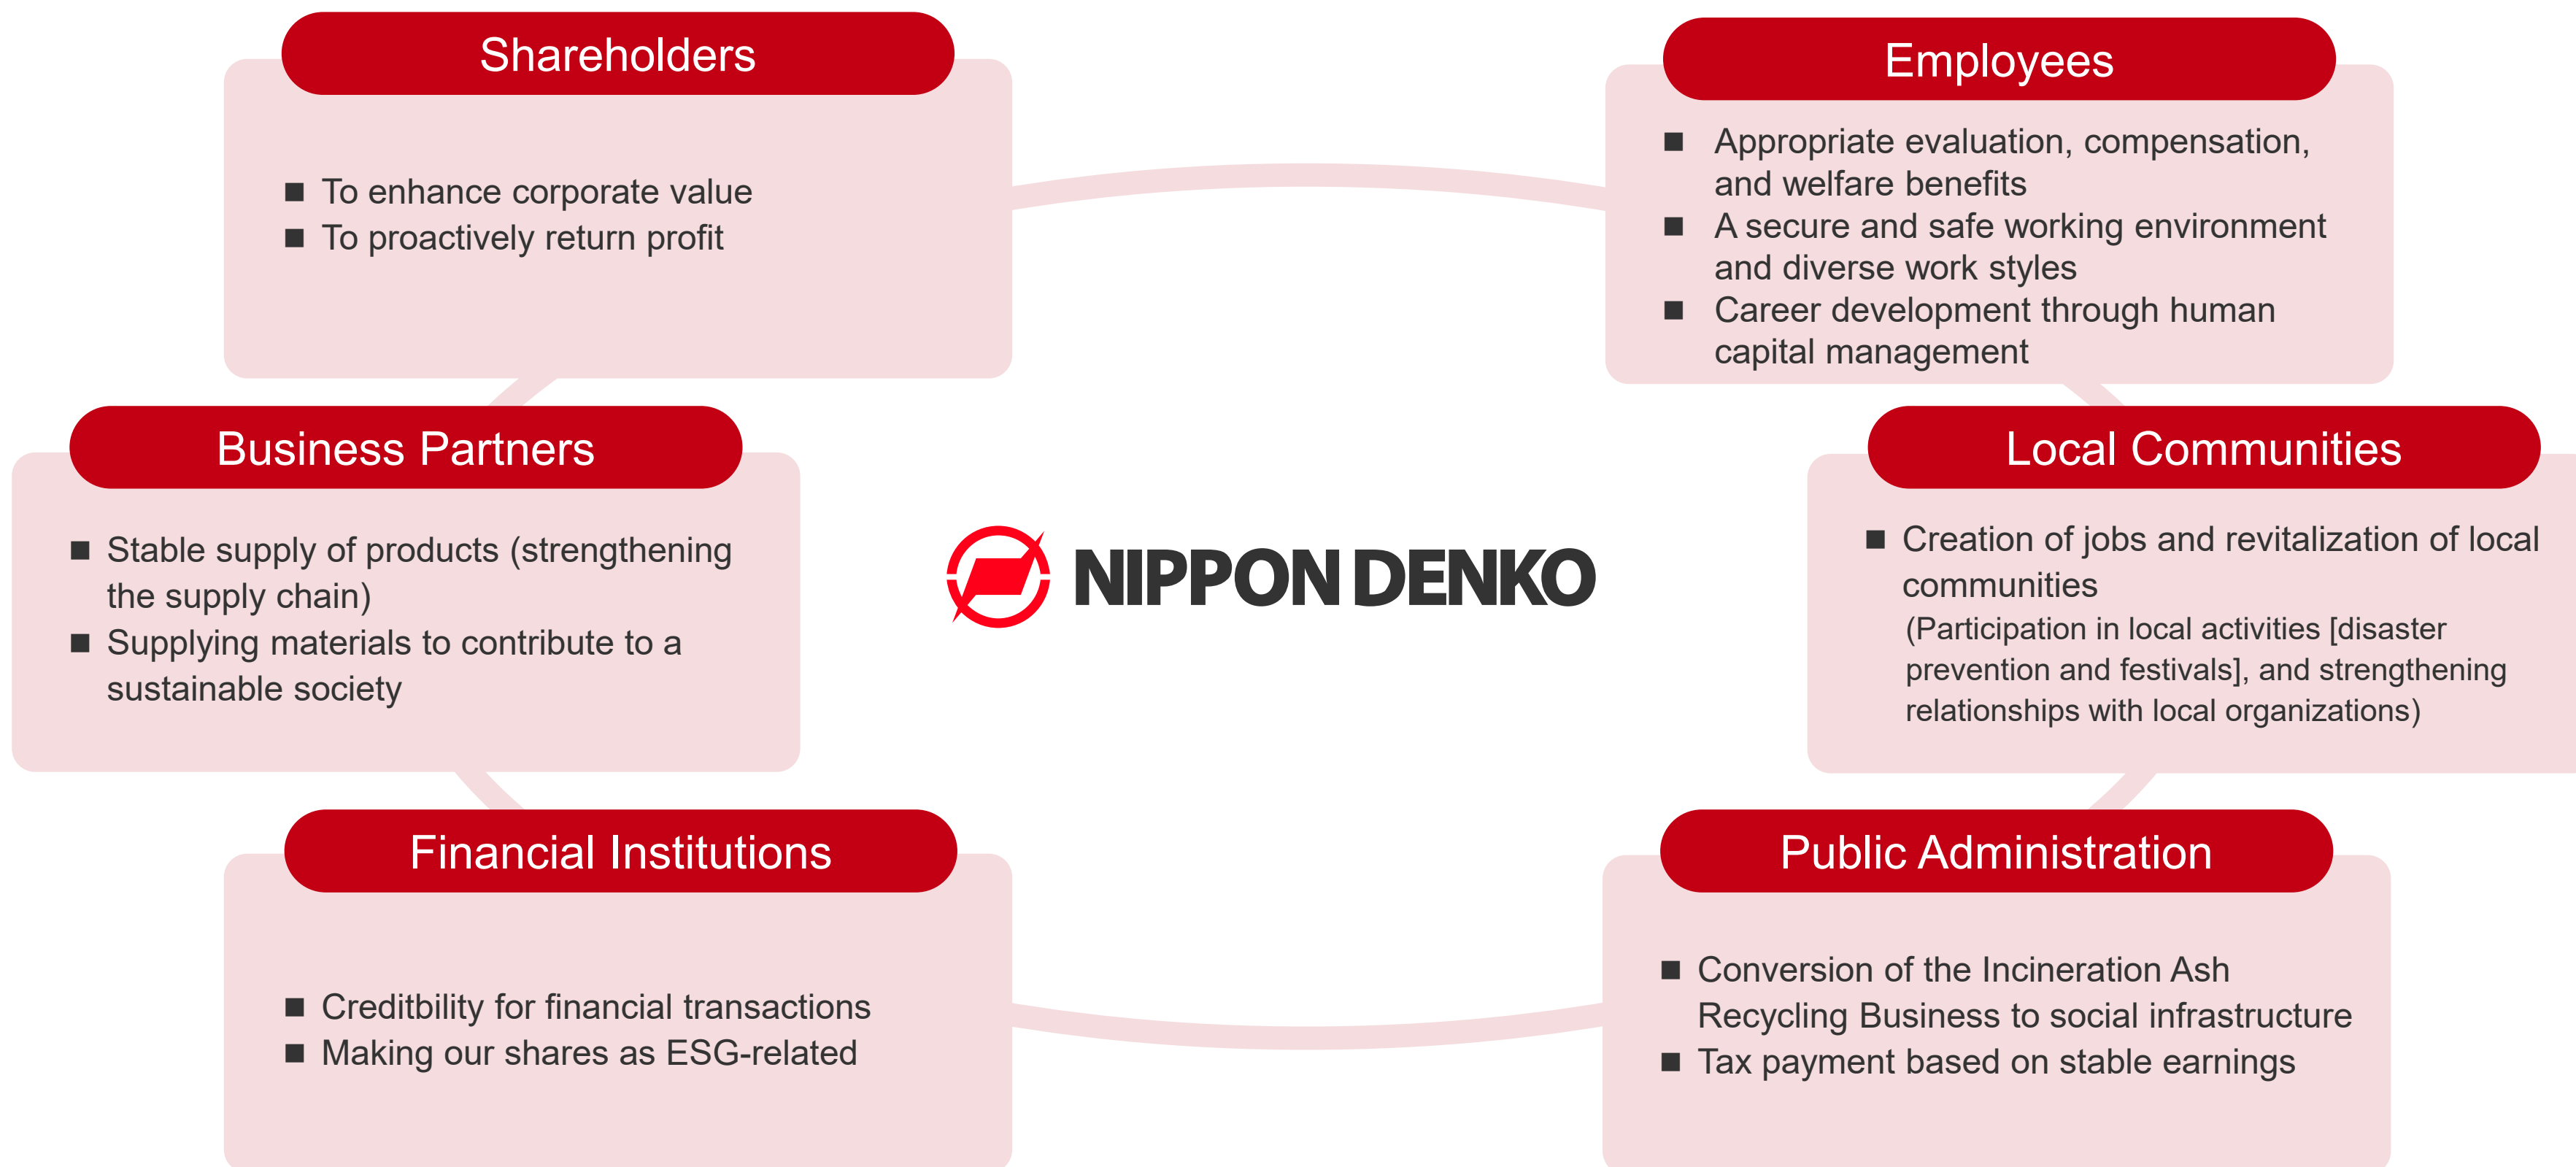 Shareholders
■ To enhance corporate value
■ To proactively return profit
Employees
■ Appropriate evaluation, compensation,
and welfare benefits
■ A secure and safe working environment
and diverse work styles
■ Career development through human
capital management
Business Partners
■ Stable supply of products (strengthening
the supply chain)
■ Supplying materials to contribute to a
sustainable society
NIPPON DENKO
Local Communities
■ Creation of jobs and revitalization of local
communities
(Participation in local activities [disaster
prevention and festivals], and strengthening
relationships with local organizations)
Financial Institutions
■ Creditbility for financial transactions
■ Making our shares as ESG-related
Public Administration
■ Conversion of the Incineration Ash
Recycling Business to social infrastructure
■ Tax payment based on stable earnings